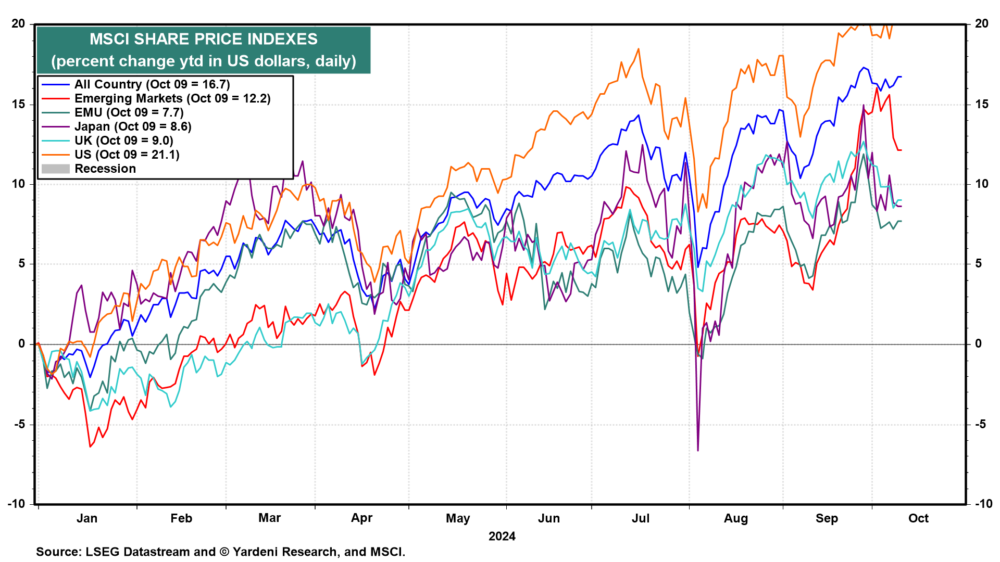 MSCI SHARE PRICE INDEXES
(percent change ytd in US dollars, daily)
All Country (Oct 09 = 16.7)
Emerging Markets (Oct 09 = 12.2)
EMU (Oct 09 = 7.7)
Japan (Oct 09 = 8.6)
UK (Oct 09 = 9.0)
US (Oct 09 = 21.1)
Recession
20 20
15
10 10
5 5
0 0
-5 -5
-10 -10
Jan Feb Mar Apr May Jun Jul Aug Sep Oct
2024
Source: LSEG Datastream and © Yardeni Research, and MSCI.